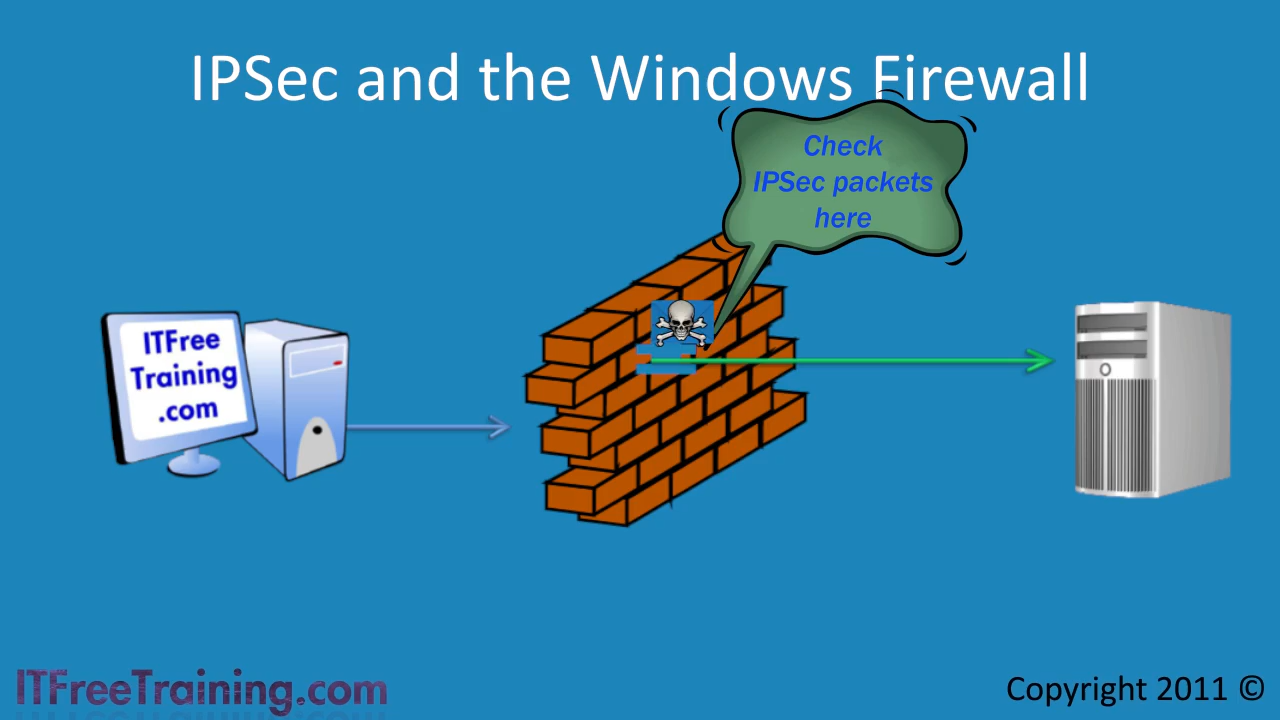 IPSec and the Windows Firewall
Check
IPSec packets
here
ITFree
Training
.com
ITFreeTraining.com
Copyright 2011 ©